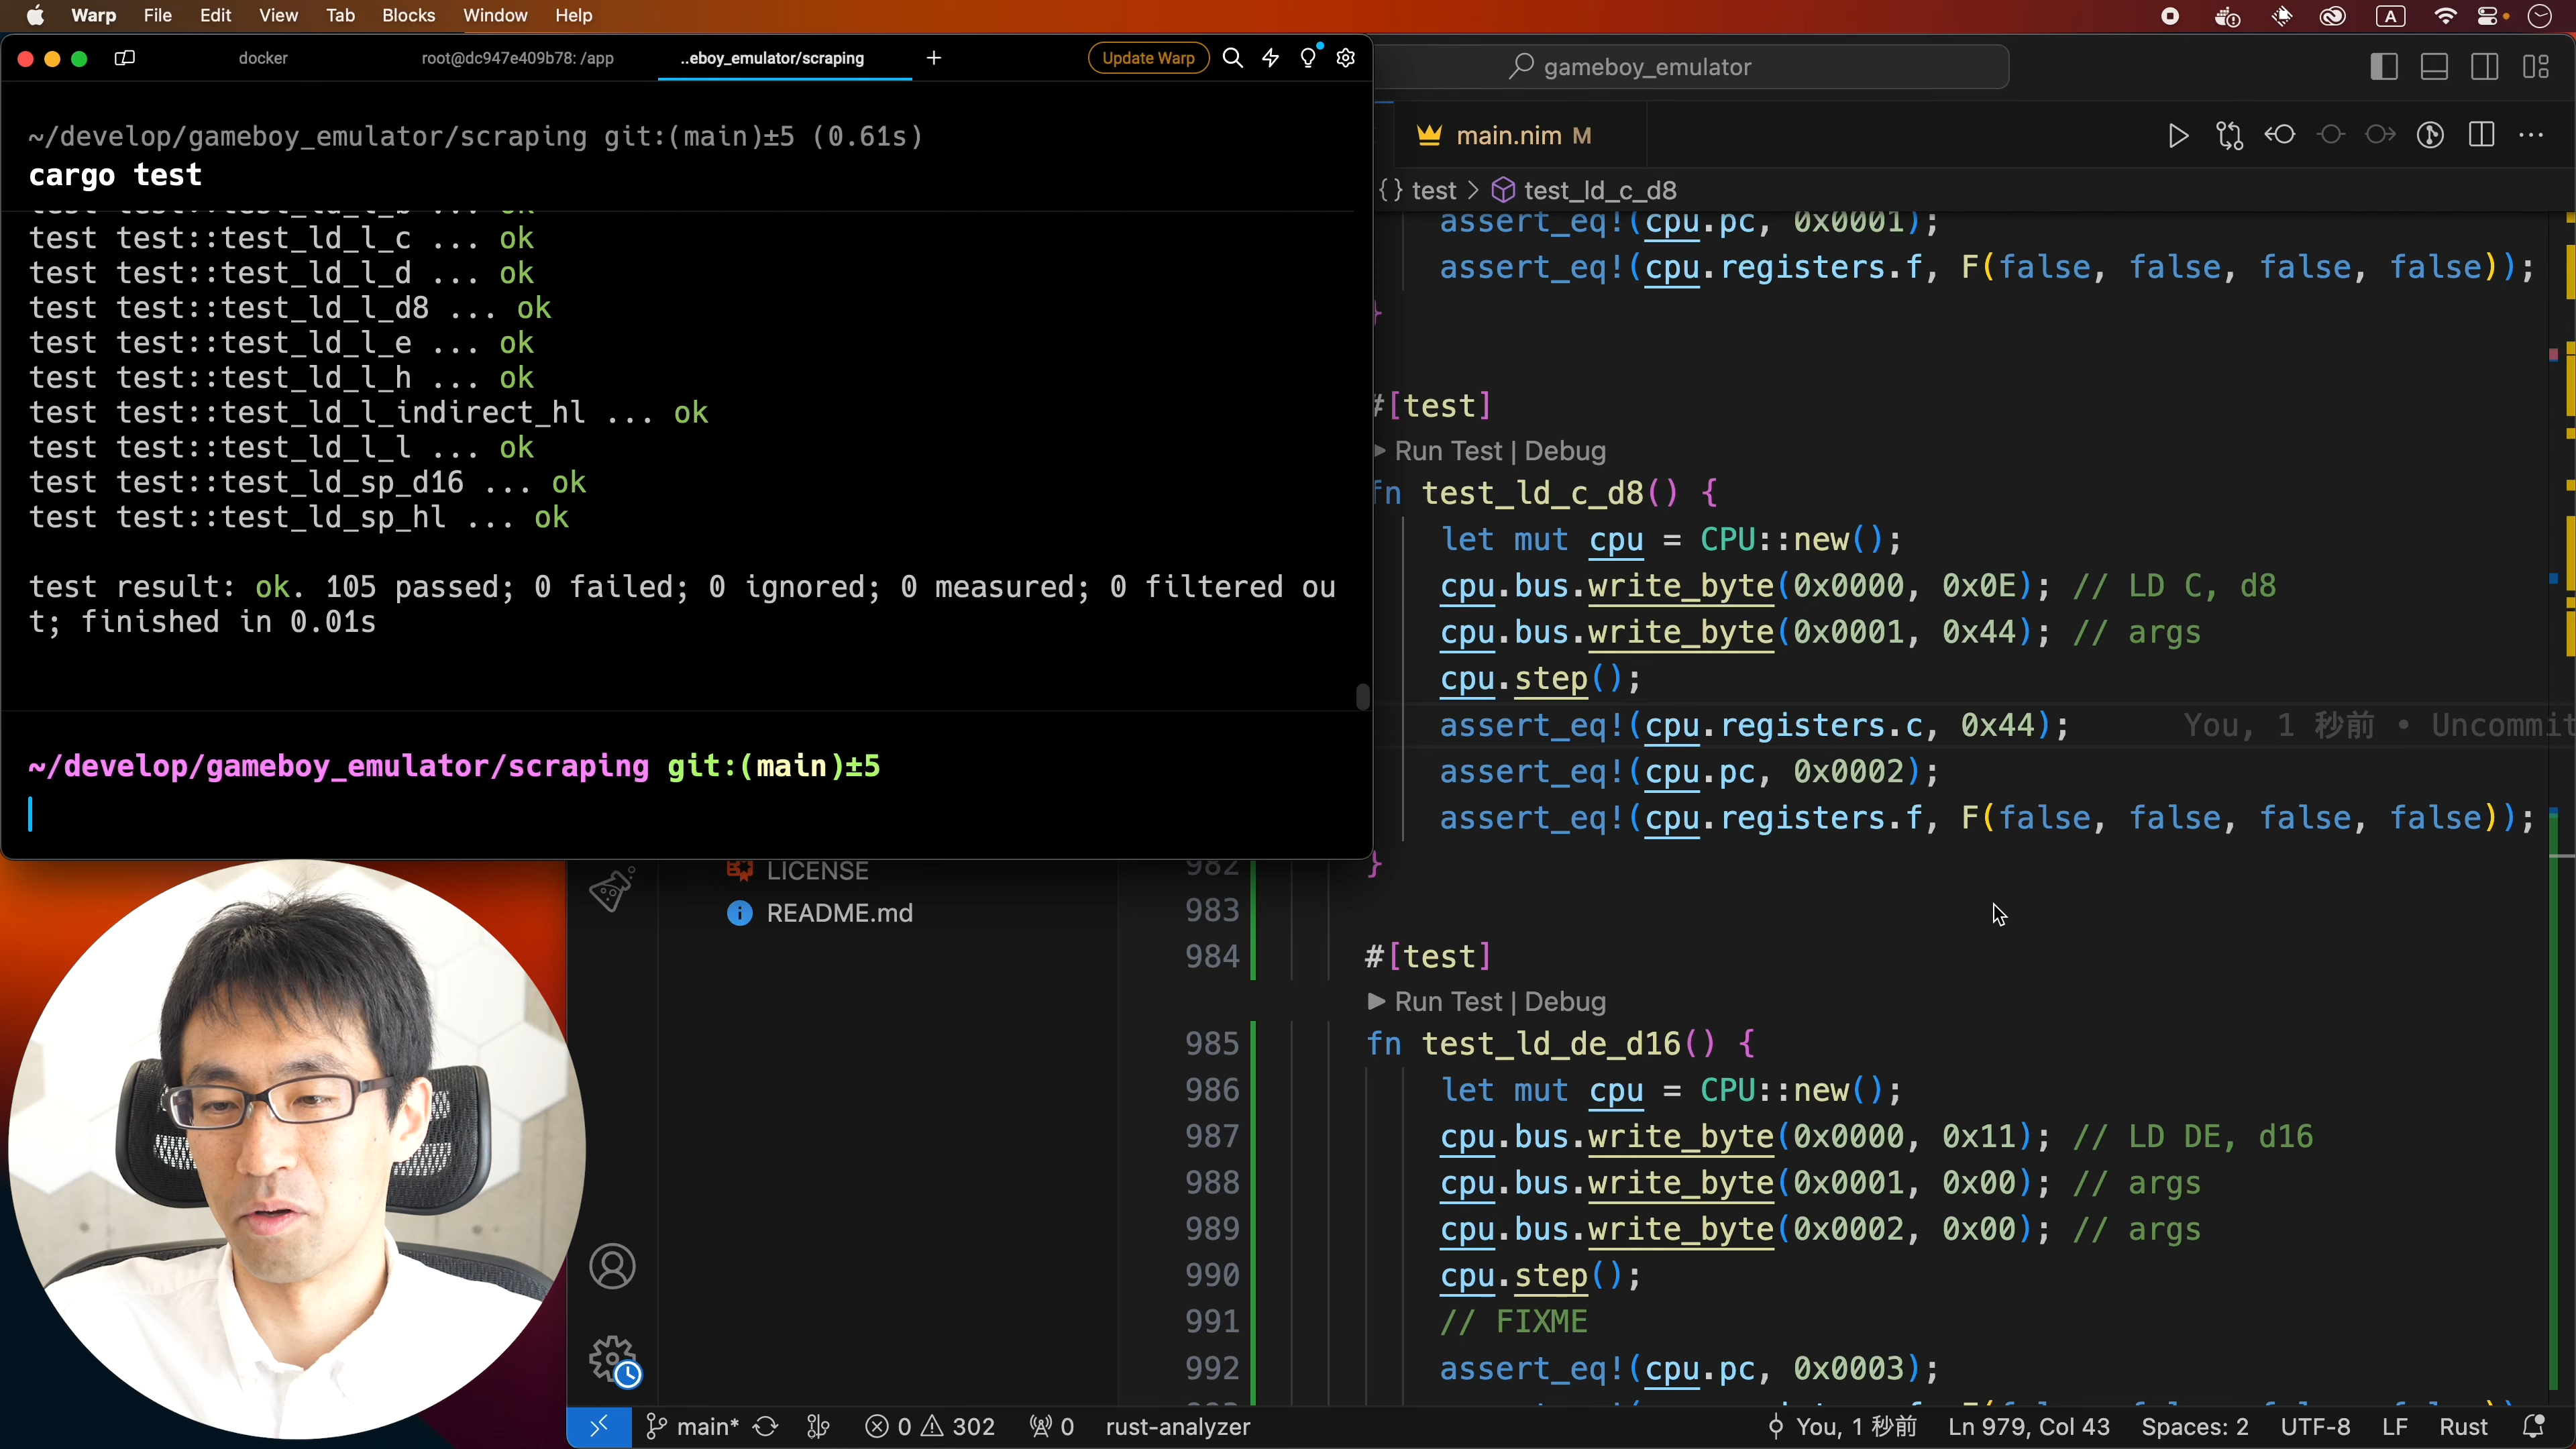 Warp File Edit View Tab Blocks Window Help
A
docker
root@dc947e409b78: /app
..eboy_emulator/scraping
+
Update Warp
gameboy_emulator
~/develop/gameboy_emulator/scraping git:(main)±5 (0.61s)
cargo test
test test::test_ld_l_b ... ok
test test::test_ld_l_c ... ok
test test::test_ld_l_d ... ok
test test::test_ld_l_d8 ... ok
test test::test_ld_l_e ... ok
test test::test_ld_l_h ... ok
test test::test_ld_l_indirect_hl ... ok
test test::test_ld_l_l ... ok
test test::test_ld_sp_d16 ... ok
test test::test_ld_sp_hl ... ok
test result: ok. 105 passed; 0 failed; 0 ignored; 0 measured; 0 filtered ou
t; finished in 0.01s
~/develop/gameboy_emulator/scraping git:(main)±5
main.nim M
{} test > test_ld_c_d8
assert_eq!(cpu.pc, 0x0001);
assert_eq!(cpu.registers.f, F(false, false, false, false));
}
#[test]
Run Test | Debug
fn test_ld_c_d8() {
let mut cpu = CPU::new();
cpu.bus.write_byte(0x0000, 0x0E); // LD C, d8
cpu.bus.write_byte(0x0001, 0x44); // args
cpu.step();
assert_eq!(cpu.registers.c, 0x44); You, 1 秒前 • Uncommit
assert_eq!(cpu.pc, 0x0002);
assert_eq!(cpu.registers.f, F(false, false, false, false));
982 }
983
984 #[test]
Run Test | Debug
985 fn test_ld_de_d16() {
986 let mut cpu = CPU::new();
987 cpu.bus.write_byte(0x0000, 0x11); // LD DE, d16
988 cpu.bus.write_byte(0x0001, 0x00); // args
989 cpu.bus.write_byte(0x0002, 0x00); // args
990 cpu.step();
991 // FIXME
992 assert_eq!(cpu.pc, 0x0003);
LICENSE
README.md
main* 0 302 0 rust-analyzer You, 1 秒前 Ln 979, Col 43 Spaces: 2 UTF-8 LF Rust